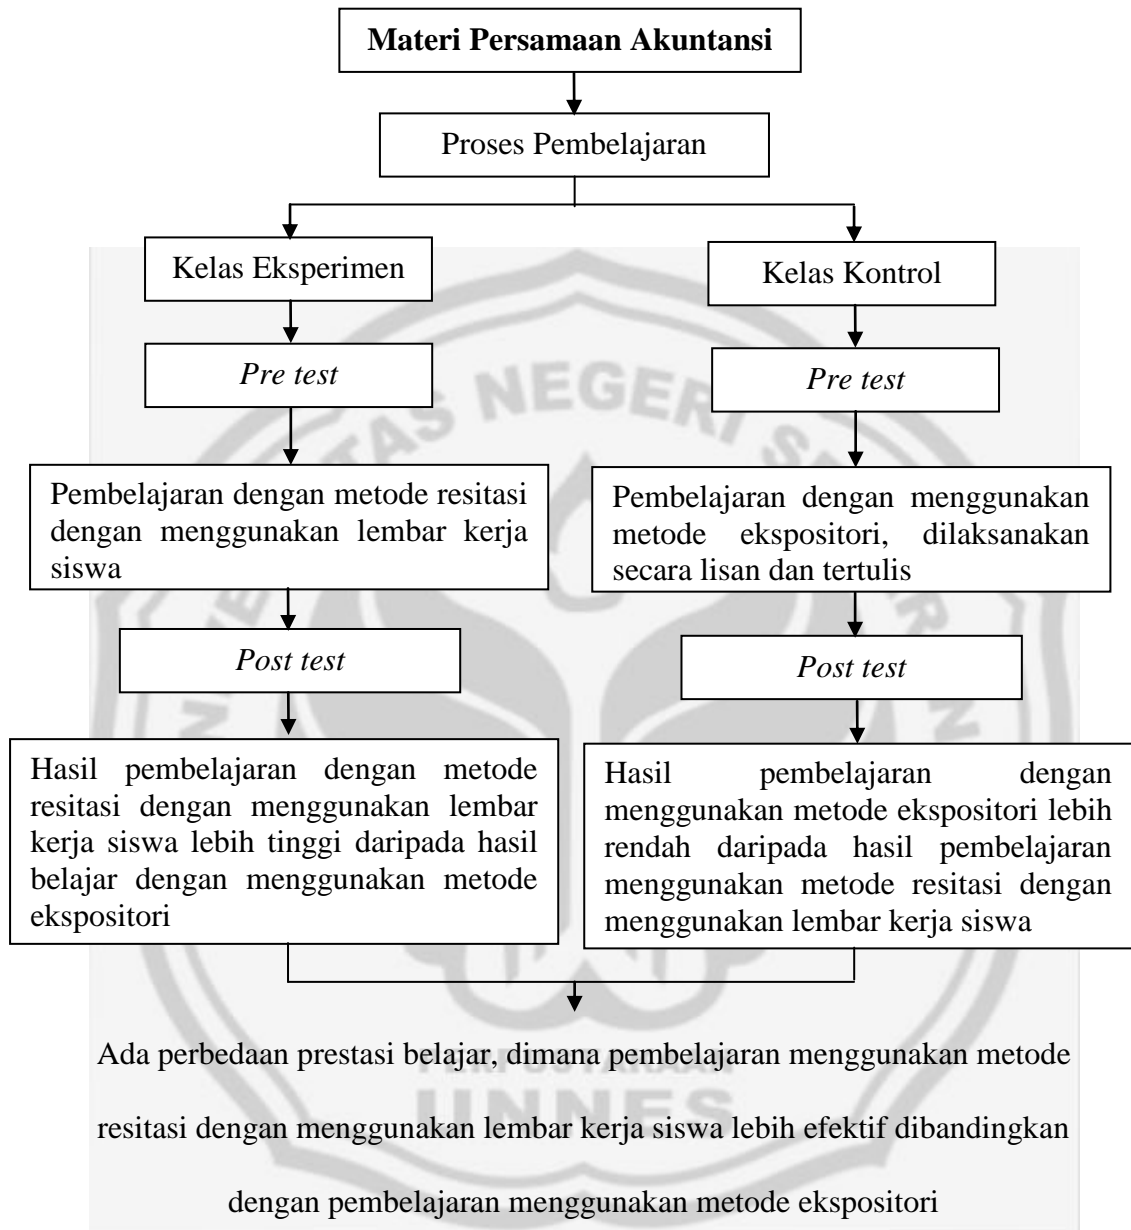 Materi Persamaan Akuntansi
Proses Pembelajaran
Kelas Eksperimen
Kelas Kontrol
Pre test
Pre test
Pembelajaran dengan metode resitasi
dengan menggunakan lembar kerja
siswa
Pembelajaran dengan menggunakan
metode ekspositori, dilaksanakan
secara lisan dan tertulis
Post test
Post test
Hasil pembelajaran dengan metode
resitasi dengan menggunakan lembar
kerja siswa lebih tinggi daripada hasil
belajar dengan menggunakan metode
ekspositori
Hasil pembelajaran dengan
menggunakan metode ekspositori lebih
rendah daripada hasil pembelajaran
menggunakan metode resitasi dengan
menggunakan lembar kerja siswa
Ada perbedaan prestasi belajar, dimana pembelajaran menggunakan metode
resitasi dengan menggunakan lembar kerja siswa lebih efektif dibandingkan
dengan pembelajaran menggunakan metode ekspositori
PERPUSTAKAAN
UNNES